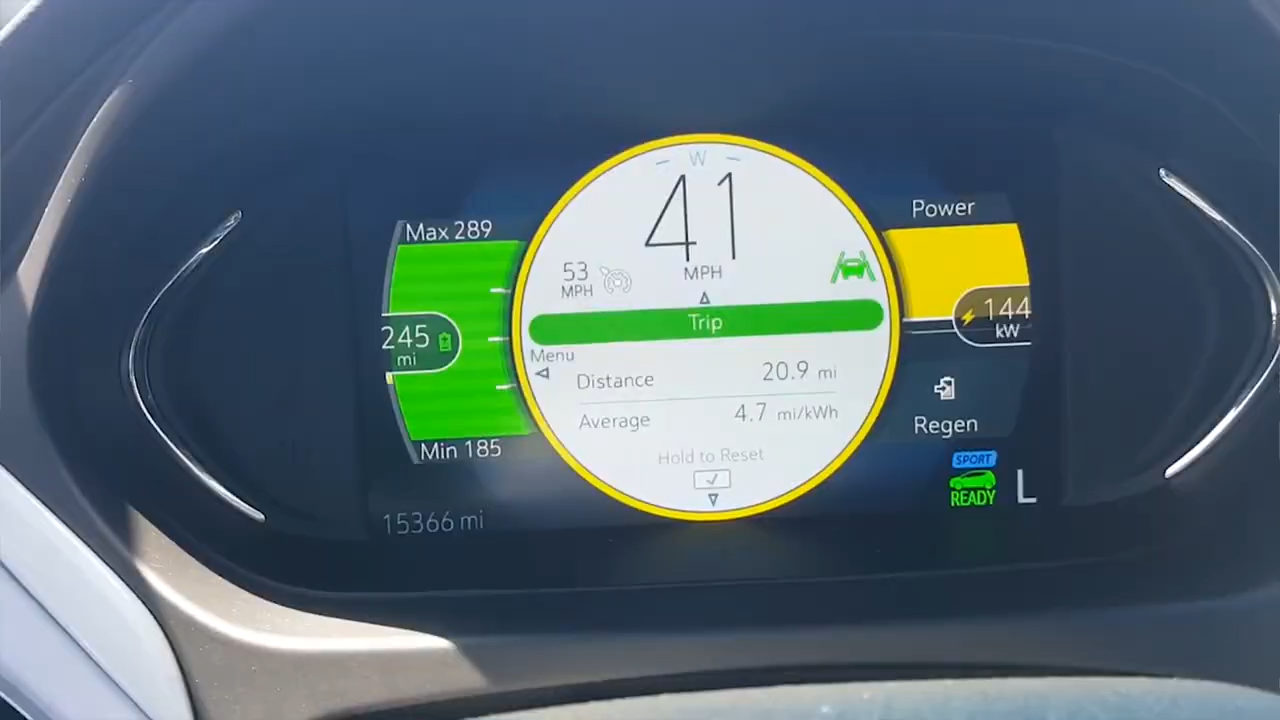 W
41
MPH
53
MPH
Max 289
245
mi
Min 185
15366 mi
Trip
Menu
Distance 20.9 mi
Average 4.7 mi/kWh
Hold to Reset
Power
144
kW
Regen
SPORT
READY
L